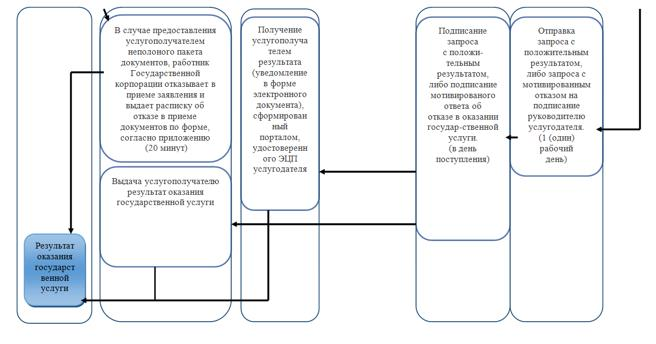 В случае предоставления
услугополучателем
неполного пакета
документов, работник
Государственной
корпорации отказывает в
приеме заявления и
выдает расписку об
отказе в приеме
документов по форме,
согласно приложению
(20 минут)
Выдача услугополучателю
результат оказания
государственной услуги
Результат
оказания
государст
венной
услуги
Получение
услугополуча
телем
результата
(уведомление
в форме
электронного
документа),
сформирован
ный
порталом,
удостоверенн
ого ЭЦП
услугодателя
Подписание
запроса
с положи-
тельным
результатом,
либо подписание
мотивированого
ответа об
отказе в оказании
государ-ственной
услуги.
(в день
поступления)
Отправка
запроса с
положительным
результатом,
либо запроса с
мотивированным
отказом на
подписание
руководителю
услугодателя.
(1 (один)
рабочий
день)